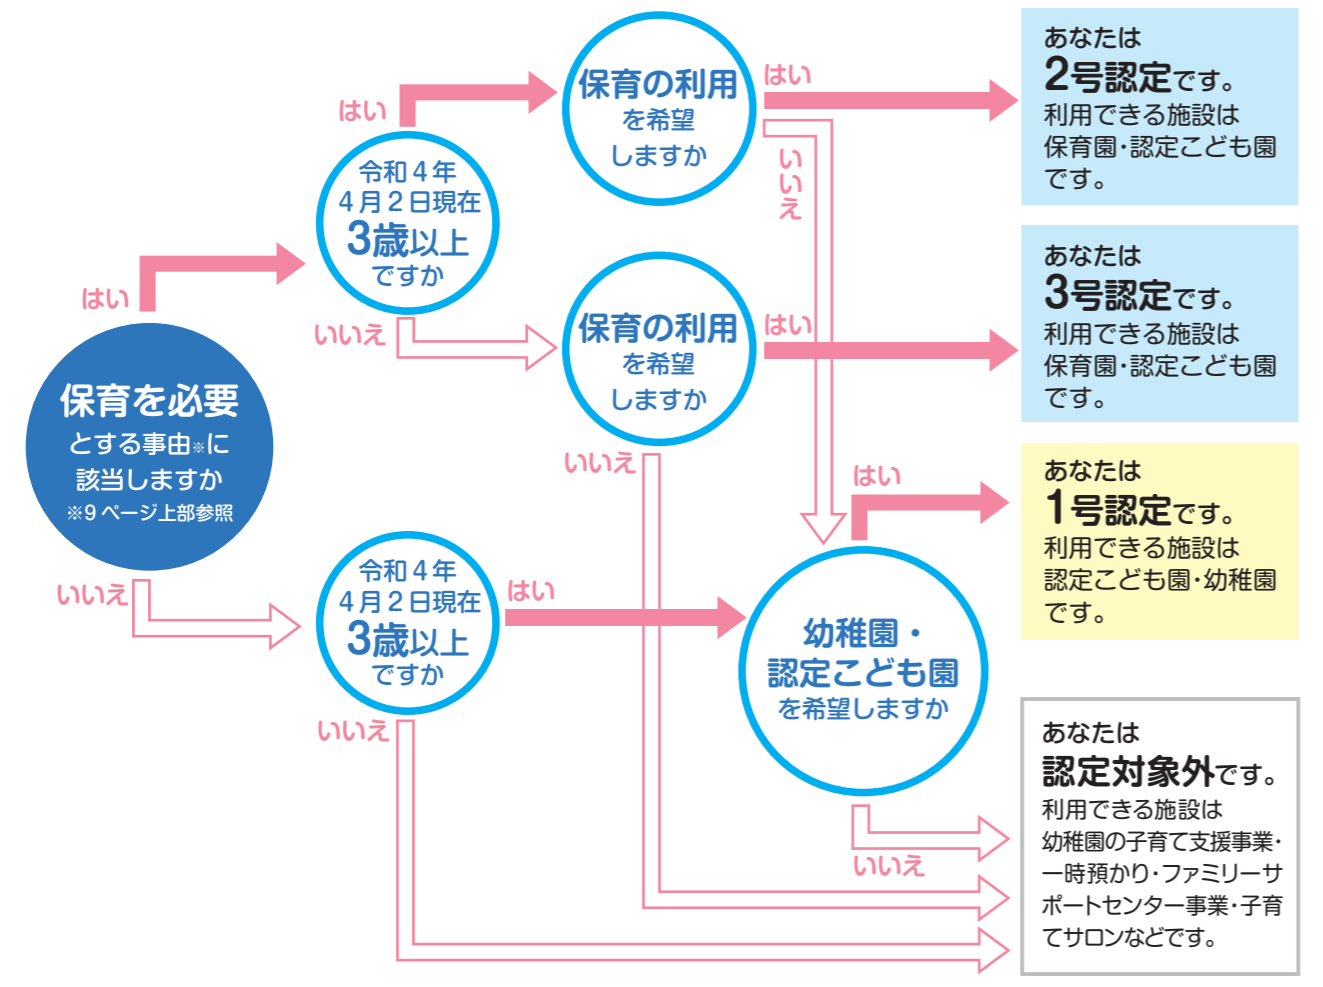 保育を必要
とする事由※に
該当しますか
※9ページ上部参照
はい
いいえ
令和4年
4月2日現在
3歳以上
ですか
はい
いいえ
保育の利用
を希望
しますか
はい
いいえ
保育の利用
を希望
しますか
はい
いいえ
令和4年
4月2日現在
3歳以上
ですか
はい
いいえ
幼稚園・
認定こども園
を希望しますか
はい
いいえ
あなたは
2号認定です。
利用できる施設は
保育園・認定こども園
です。
あなたは
3号認定です。
利用できる施設は
保育園・認定こども園
です。
あなたは
1号認定です。
利用できる施設は
認定こども園・幼稚園
です。
あなたは
認定対象外です。
利用できる施設は
幼稚園の子育て支援事業・
一時預かり・ファミリーサ
ポートセンター事業・子育
てサロンなどです。